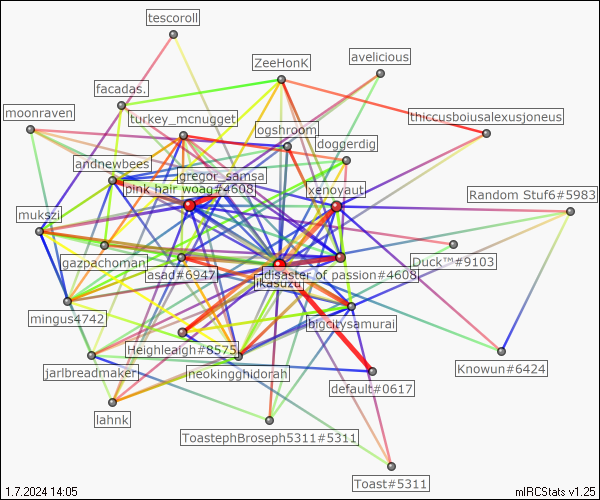 tescoroll
avelicious
ZeeHonK
facadas.
moonraven
turkey_mcnugget
thiccusboiusalexusjoneus
ogshroom
doggerdig
andnewbees
gregor_samsa
pink hair woag#4608
xenoyaut
Random Stuf6#5983
mukszi
gazpachoman
Duck™#9103
asad#6947
disaster of passion#4608
ikasuzu
mingus4742
bigcitysamurai
Heighlealgh#8575
jarlbreadmaker
neokingghidorah
Knowun#6424
default#0617
lahnk
ToastephBroseph5311#5311
Toast#5311
1.7.2024 14:05
mIRCStats v1.25